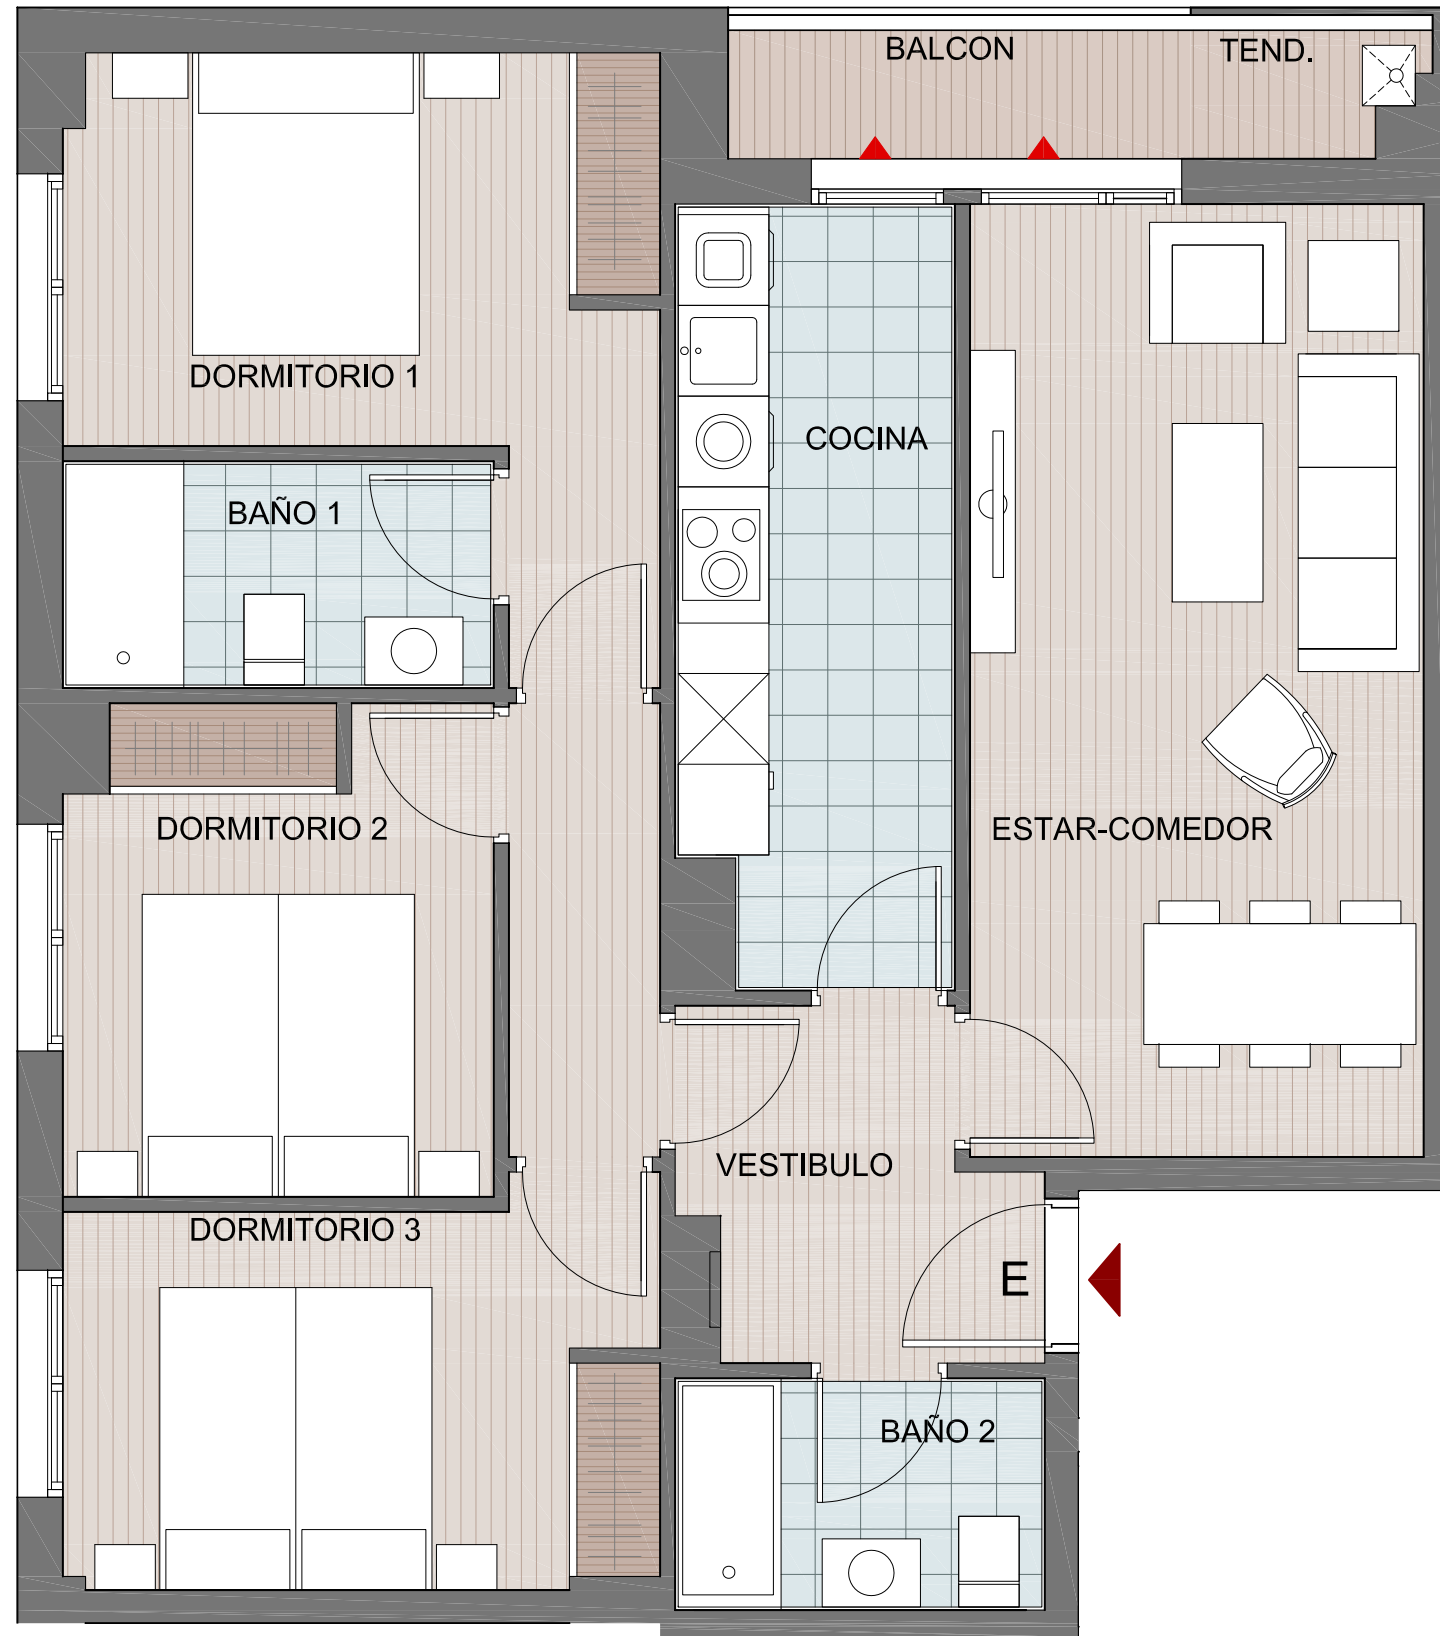 BALCON
TEND.
DORMITORIO 1
COCINA
BAÑO 1
DORMITORIO 2
ESTAR-COMEDOR
VESTIBULO
DORMITORIO 3
E
BAÑO 2